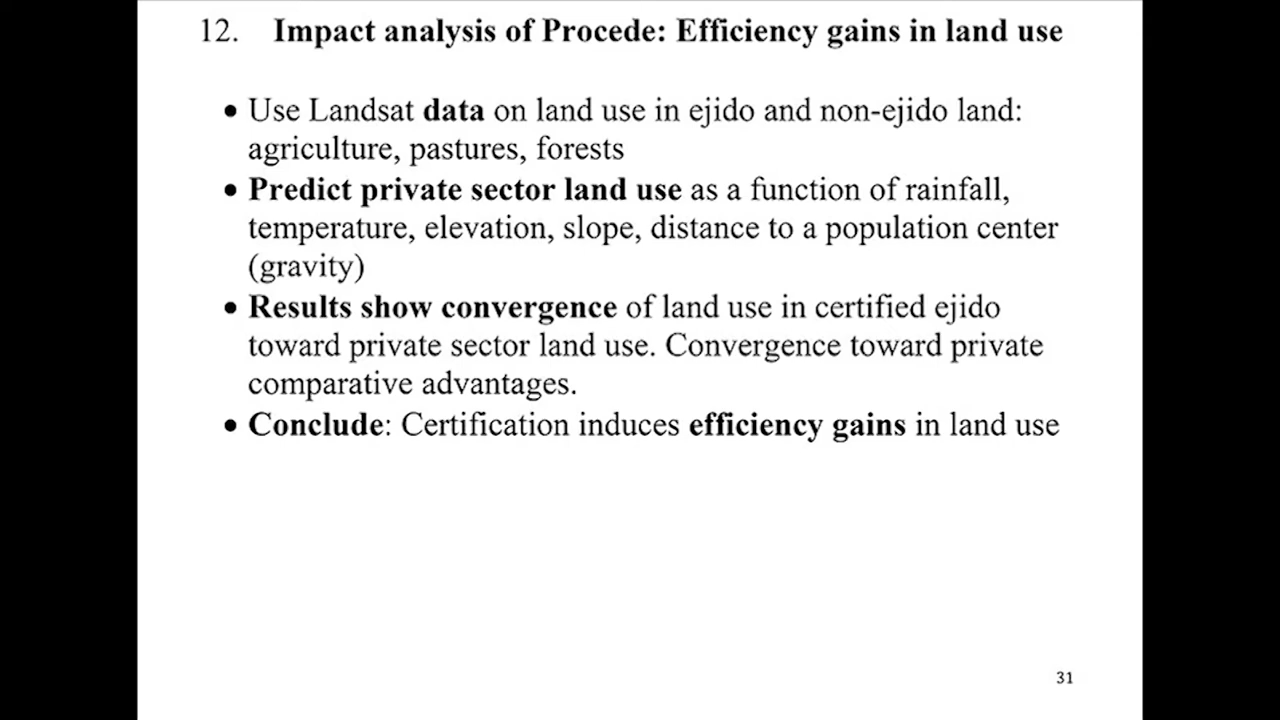 12. Impact analysis of Procede: Efficiency gains in land use
• Use Landsat data on land use in ejido and non-ejido land:
agriculture, pastures, forests
• Predict private sector land use as a function of rainfall,
temperature, elevation, slope, distance to a population center
(gravity)
• Results show convergence of land use in certified ejido
toward private sector land use. Convergence toward private
comparative advantages.
• Conclude: Certification induces efficiency gains in land use
31